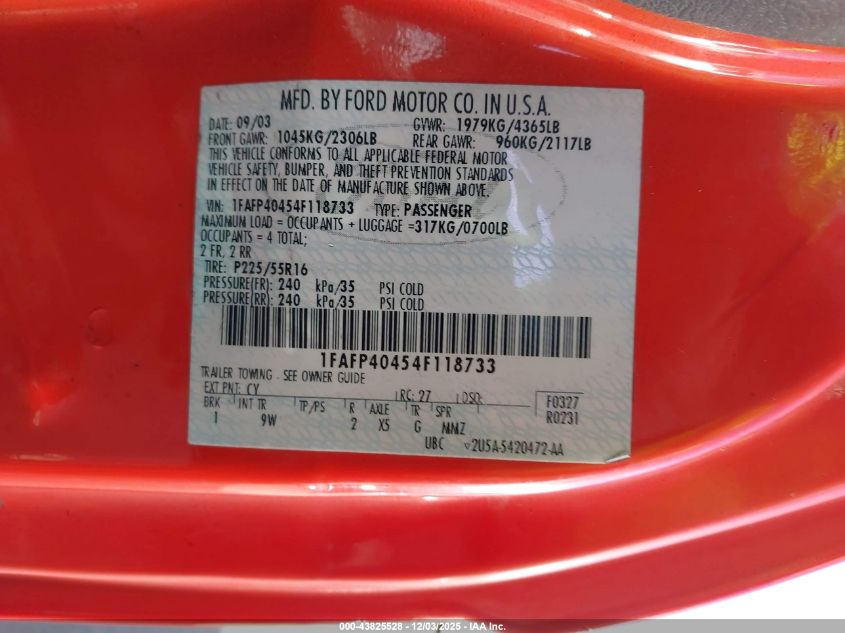 MFD. BY FORD MOTOR CO. IN U.S.A.
DATE: 09/03 GVWR: 1979KG/4365LB
FRONT GAWR: 1045KG/2306LB REAR GAWR: 960KG/2117LB
THIS VEHICLE CONFORMS TO ALL APPLICABLE FEDERAL MOTOR
VEHICLE SAFETY, BUMPER, AND THEFT PREVENTION STANDARDS
IN EFFECT ON THE DATE OF MANUFACTURE SHOWN ABOVE.
VIN: 1FAFP40454F118733 TYPE: PASSENGER
MAXIMUM LOAD = OCCUPANTS + LUGGAGE =317KG/0700LB
OCCUPANTS = 4 TOTAL;
2 FR, 2 RR
TIRE: P225/55R16
PRESSURE(FR) 240 kPa/35 PSI COLD
PRESSURE(RR) 240 kPa/35 PSI COLD
1FAFP40454F118733
TRAILER TOWING - SEE OWNER GUIDE
EXT PNT: CY RC: 27 DSO: F0327
BRK INT TR TP/PS R AXLE TR SPR R0231
1 9W 2 X5 G MMZ
UBC 2U5A-5420472-AA
000-43825528 - 12/03/2025 - IAA Inc.